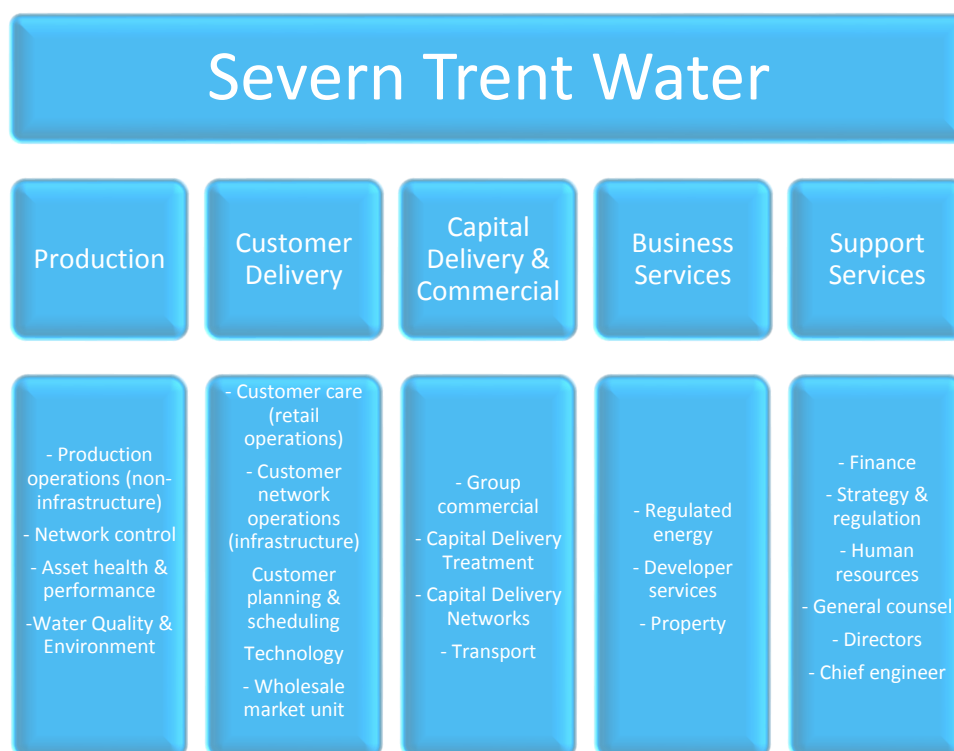 Severn Trent Water
Production
Customer
Delivery
Capital
Delivery &
Commercial
Business
Services
Support
Services
- Production
operations (non-
infrastructure)
- Network control
- Asset health &
performance
-Water Quality &
Environment
- Customer care
(retail
operations)
- Customer
network
operations
(infrastructure)
Customer
planning &
scheduling
Technology
- Wholesale
market unit
- Group
commercial
- Capital Delivery
Treatment
- Capital Delivery
Networks
- Transport
- Regulated
energy
- Developer
services
- Property
- Finance
- Strategy &
regulation
- Human
resources
- General counsel
- Directors
- Chief engineer